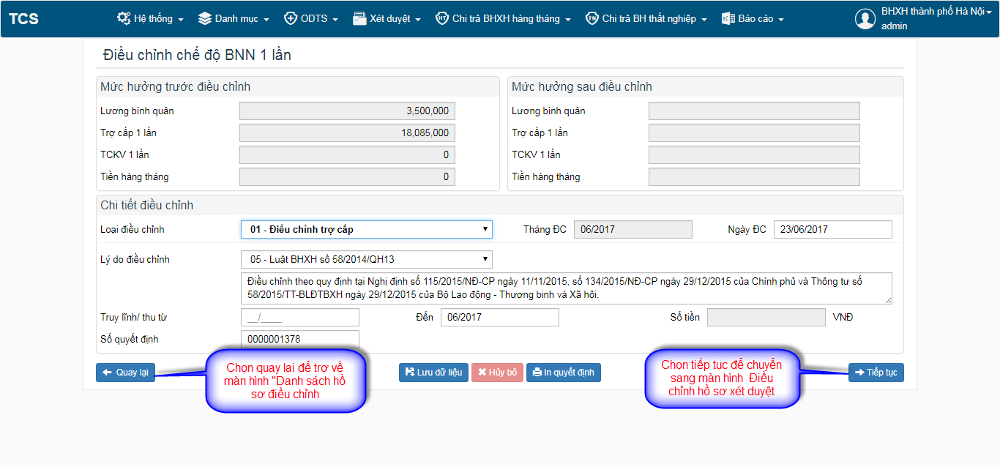 TCS
Hệ thống
Danh mục
ODTS
Xét duyệt
Chi trả BHXH hàng tháng
Chi trả BH thất nghiệp
Báo cáo
BHXH thành phố Hà Nội
admin
Điều chỉnh chế độ BNN 1 lần
Mức hưởng trước điều chỉnh
Lương bình quân 3,500,000
Trợ cấp 1 lần 18,085,000
TCKV 1 lần 0
Tiền hàng tháng 0
Mức hưởng sau điều chỉnh
Lương bình quân
Trợ cấp 1 lần
TCKV 1 lần
Tiền hàng tháng
Chi tiết điều chỉnh
Loại điều chỉnh 01 - Điều chỉnh trợ cấp Tháng ĐC 06/2017 Ngày ĐC 23/06/2017
Lý do điều chỉnh 05 - Luật BHXH số 58/2014/QH13
Điều chỉnh theo quy định tại Nghị định số 115/2015/NĐ-CP ngày 11/11/2015, số 134/2015/NĐ-CP ngày 29/12/2015 của Chính phủ và Thông tư số
58/2015/TT-BLĐTBXH ngày 29/12/2015 của Bộ Lao động - Thương binh và Xã hội.
Truy lĩnh/ thu từ __/____ Đến 06/2017 Số tiền VNĐ
Số quyết định 0000001378
Quay lại
Chọn quay lại để trơ về
màn hình "Danh sách hồ
sơ điều chỉnh
Lưu dữ liệu
Hủy bỏ
In quyết định
Chọn tiếp tục để chuyển
sang màn hình Điều
chỉnh hồ sơ xét duyệt
Tiếp tục